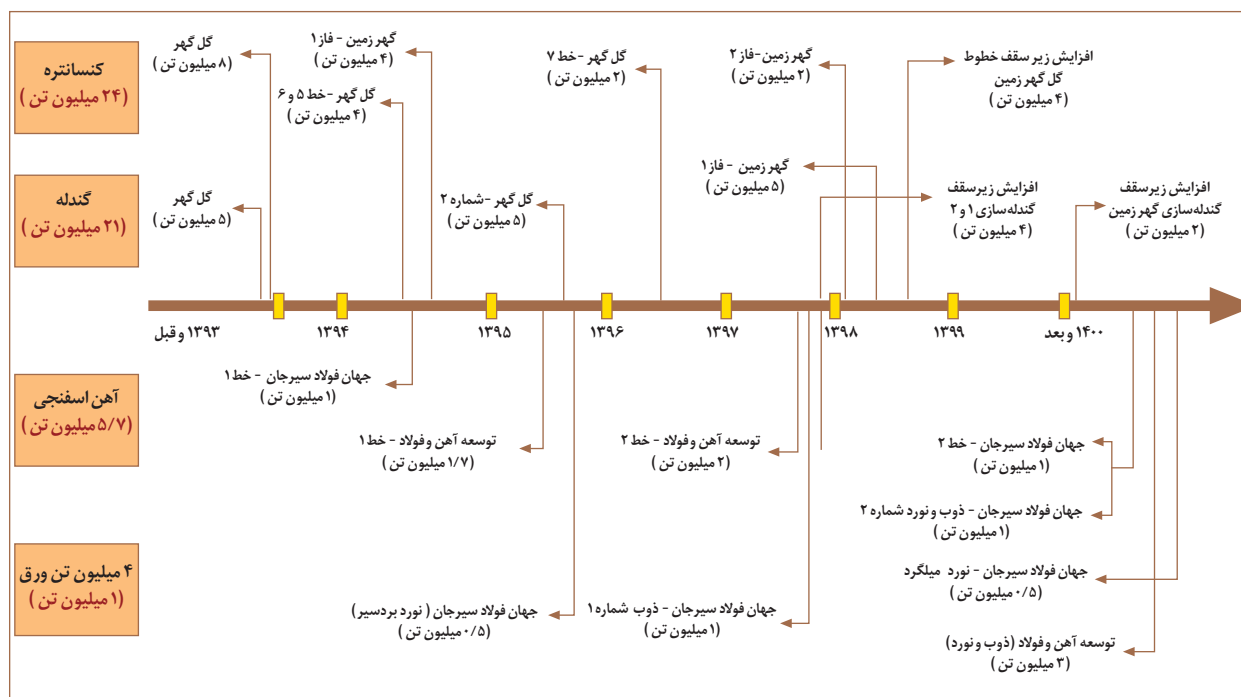 کنسانتره
(۲۴ میلیون تن)
گل گهر
(۸ میلیون تن)
گهر زمین - فاز ۱
(۴ میلیون تن)
گل گهر - خط ۵ و ۶
(۴ میلیون تن)
گل گهر - خط ۷
(۲ میلیون تن)
گهر زمین - فاز ۲
(۲ میلیون تن)
افزایش زیر سقف خطوط
گل گهر زمین
(۴ میلیون تن)
گندله
(۲۱ میلیون تن)
گل گهر
(۵ میلیون تن)
گل گهر - شماره ۲
(۵ میلیون تن)
گهر زمین - فاز ۱
(۵ میلیون تن)
افزایش زیرسقف
گندله‌سازی ۱ و ۲
(۴ میلیون تن)
افزایش زیرسقف
گندله‌سازی گهر زمین
(۲ میلیون تن)
۱۳۹۳ و قبل
۱۳۹۴
۱۳۹۵
۱۳۹۶
۱۳۹۷
۱۳۹۸
۱۳۹۹
۱۴۰۰ و بعد
آهن اسفنجی
(۵/۷ میلیون تن)
جهان فولاد سیرجان - خط ۱
(۱ میلیون تن)
توسعه آهن و فولاد - خط ۱
(۱/۷ میلیون تن)
توسعه آهن و فولاد - خط ۲
(۲ میلیون تن)
جهان فولاد سیرجان - خط ۲
(۱ میلیون تن)
جهان فولاد سیرجان - ذوب و نورد شماره ۲
(۱ میلیون تن)
۴ میلیون تن ورق
(۱ میلیون تن)
جهان فولاد سیرجان (نورد بردسیر)
(۰/۵ میلیون تن)
جهان فولاد سیرجان - ذوب شماره ۱
(۱ میلیون تن)
جهان فولاد سیرجان - نورد میلگرد
(۰/۵ میلیون تن)
توسعه آهن و فولاد (ذوب و نورد)
(۳ میلیون تن)